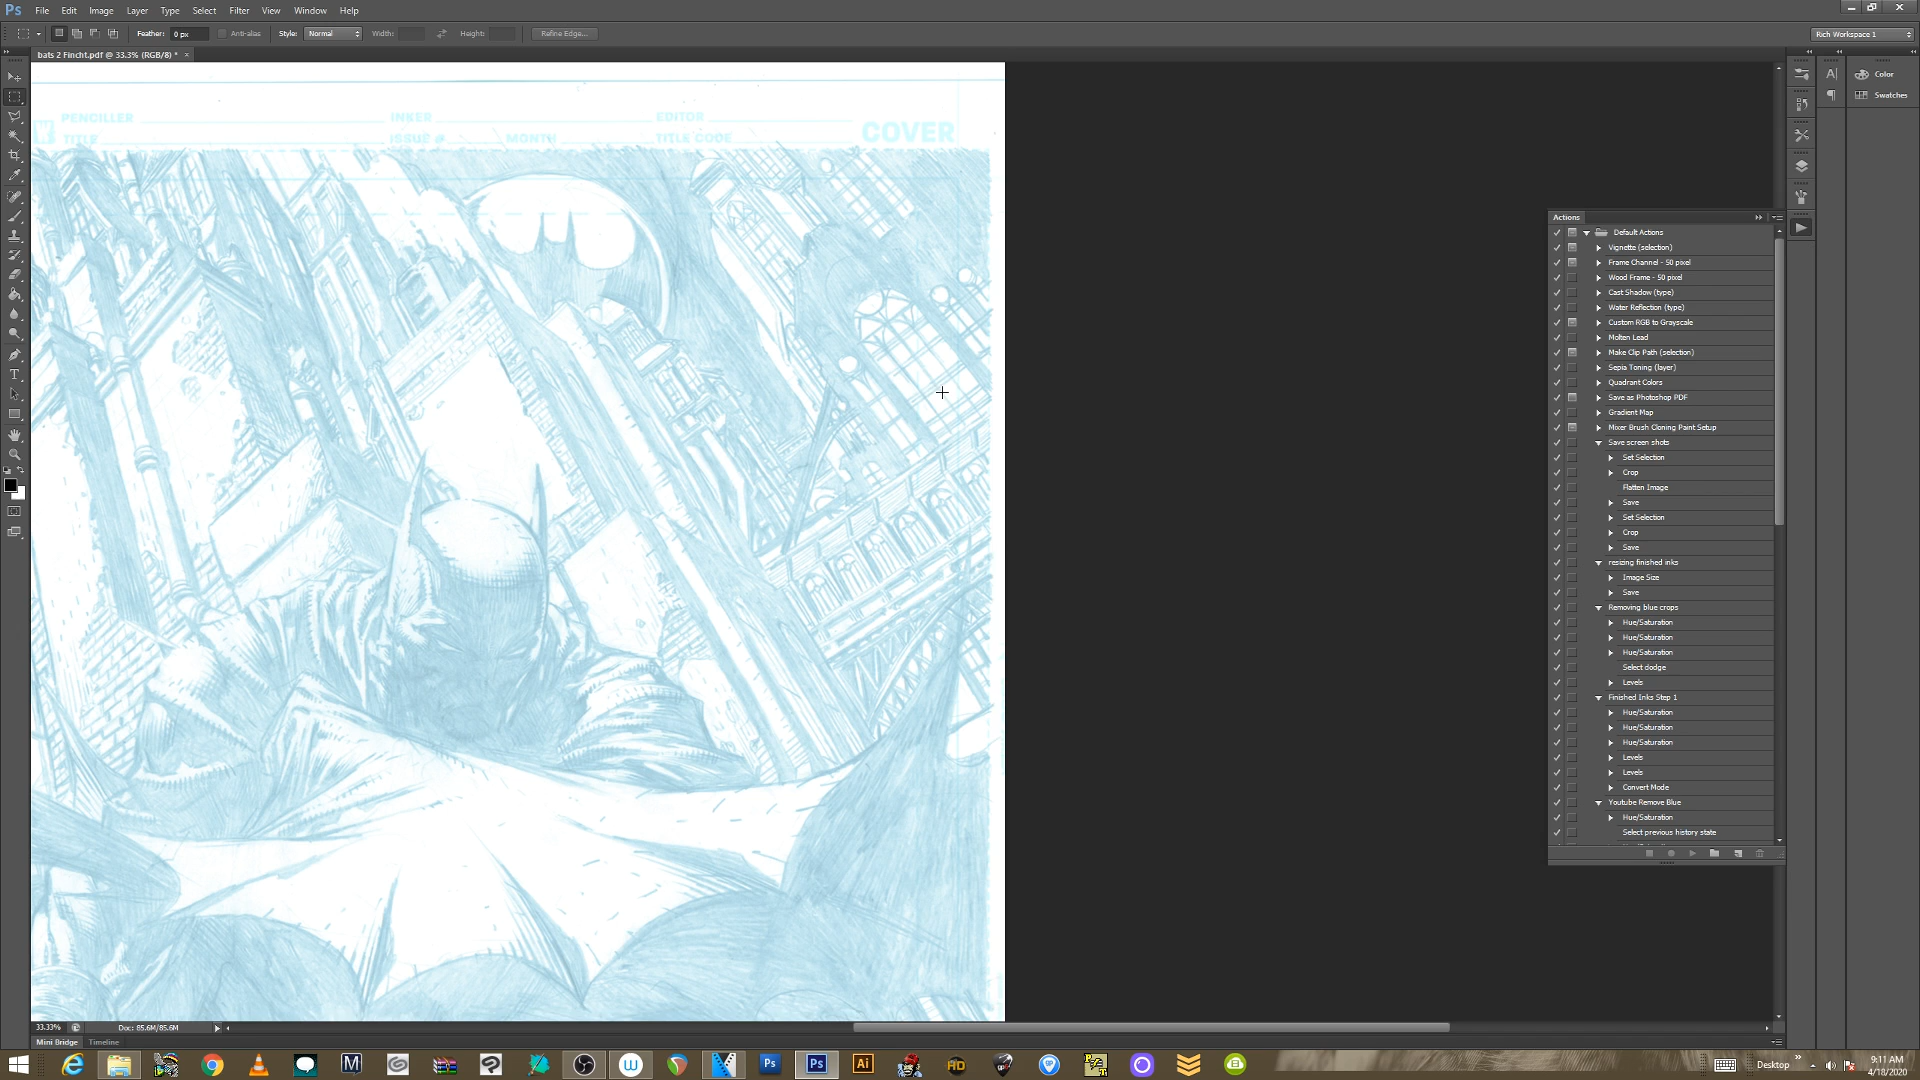 Ps File Edit Image Layer Type Select Filter View Window Help
Feather: 0 px Anti-alias Style: Normal Width: Height: Refine Edge... Rich Workspace 1
bats 2 Fincht.pdf @ 33.3% (RGB/8) * ×
Color
Swatches
PENCILLER INKER EDITOR
TITLE ISSUE # MONTH TITLE CODE COVER
Actions
Default Actions
Vignette (selection)
Frame Channel - 50 pixel
Wood Frame - 50 pixel
Cast Shadow (type)
Water Reflection (type)
Custom RGB to Grayscale
Molten Lead
Make Clip Path (selection)
Sepia Toning (layer)
Quadrant Colors
Save as Photoshop PDF
Gradient Map
Mixer Brush Cloning Paint Setup
Save screen shots
Set Selection
Crop
Flatten Image
Save
Set Selection
Crop
Save
resizing finished inks
Image Size
Save
Removing blue crops
Hue/Saturation
Hue/Saturation
Hue/Saturation
Select dodge
Levels
Finished Inks Step 1
Hue/Saturation
Hue/Saturation
Hue/Saturation
Levels
Levels
Convert Mode
Youtube Remove Blue
Hue/Saturation
Select previous history state
33.33% Doc: 85.6M/85.6M
Mini Bridge Timeline
Desktop
9:11 AM
4/18/2020